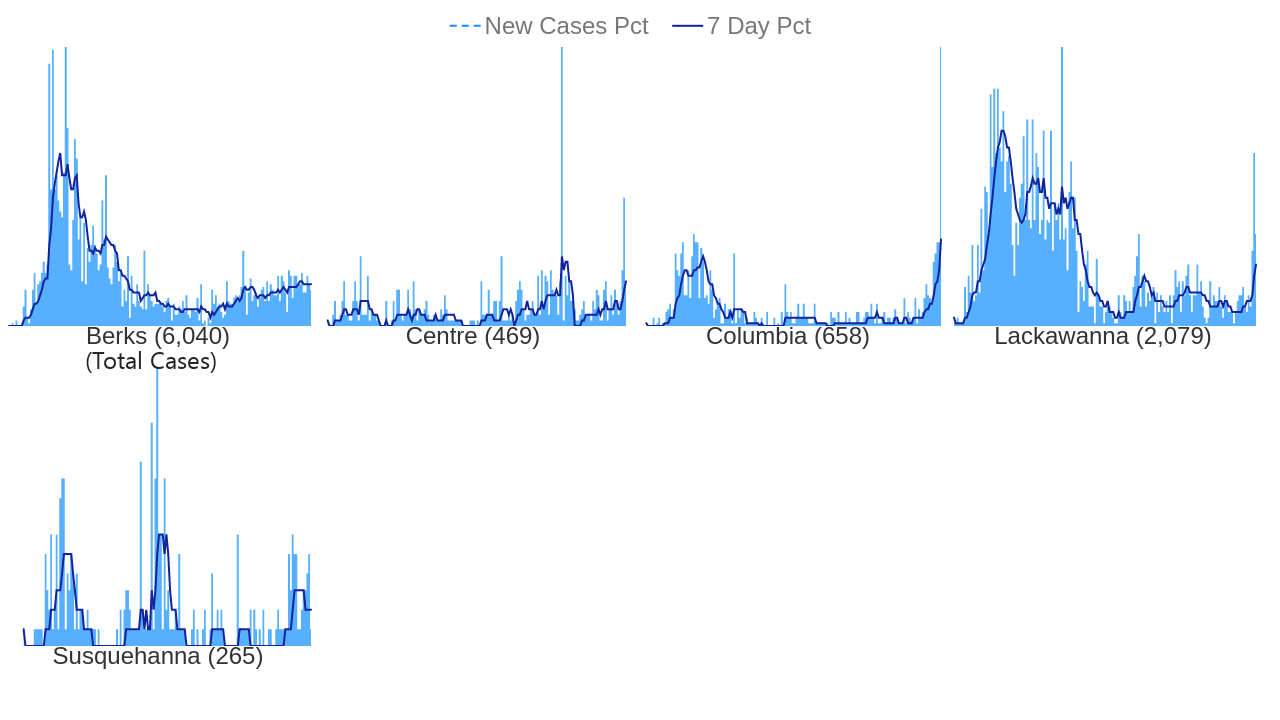 New Cases Pct
7 Day Pct
Berks (6,040)
(Total Cases)
Centre (469)
Columbia (658)
Lackawanna (2,079)
Susquehanna (265)